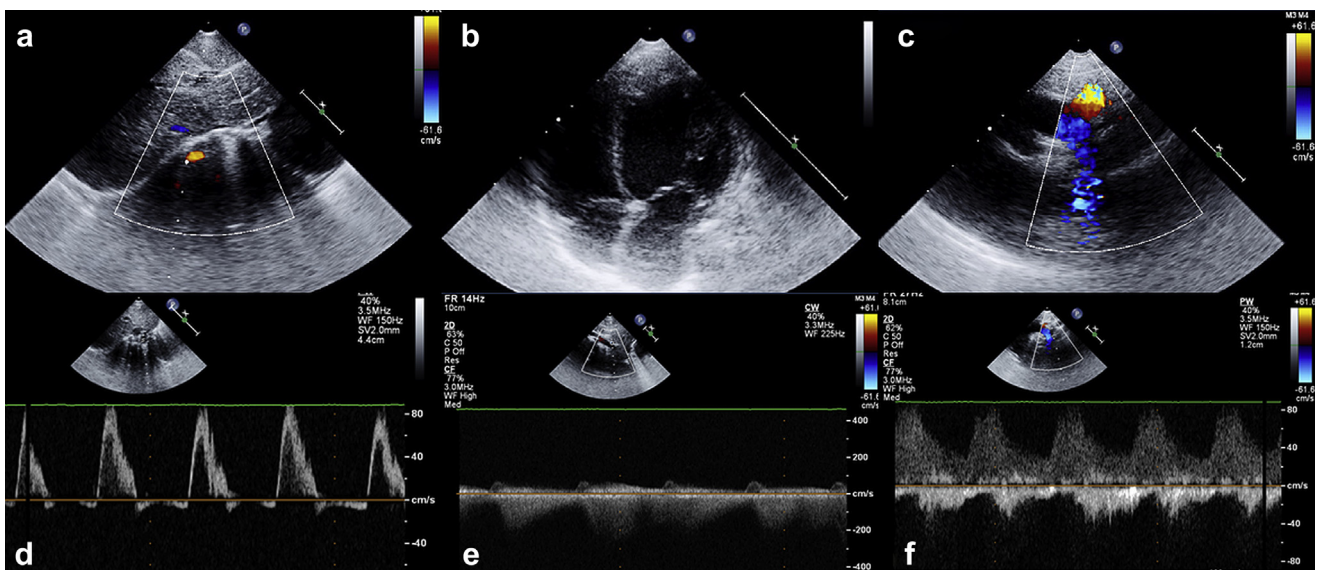 a
b
c
-61.6
cm/s
M3 M4
+61.6
-61.6
cm/s
40%
3.5MHz
WF 150Hz
SV2.0mm
4.4cm
80
40
cm/s
-40
d
FR 14Hz
10cm
2D
63%
C 50
P Off
Res
CF
77%
3.0MHz
WF High
Med
CW
40%
3.3MHz
WF 225Hz
M3 M4
+61.6
-61.6
cm/s
400
200
cm/s
-200
-400
e
8.1cm
2D
62%
C 50
P Off
Res
CF
77%
3.0MHz
WF High
Med
PW
40%
3.5MHz
WF 150Hz
SV2.0mm
1.2cm
+61.6
-61.6
cm/s
80
40
cm/s
-40
-80
f